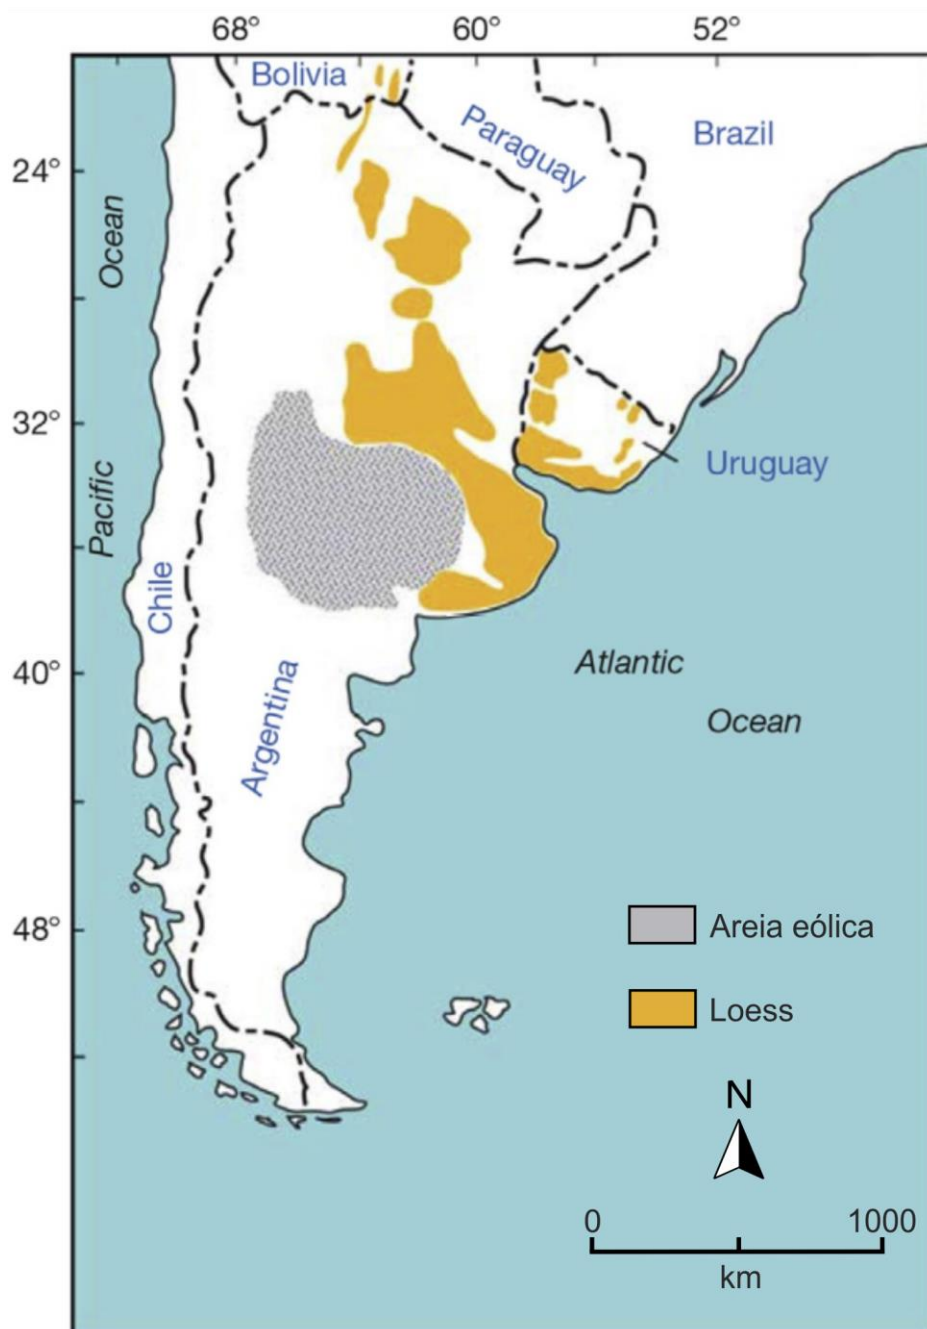 68° 60° 52°
Bolivia
Paraguay
Brazil
24°
Ocean
32°
Uruguay
Pacific
Chile
40°
Atlantic
Argentina
Ocean
48°
Areia eólica
Loess
N
0 1000
km